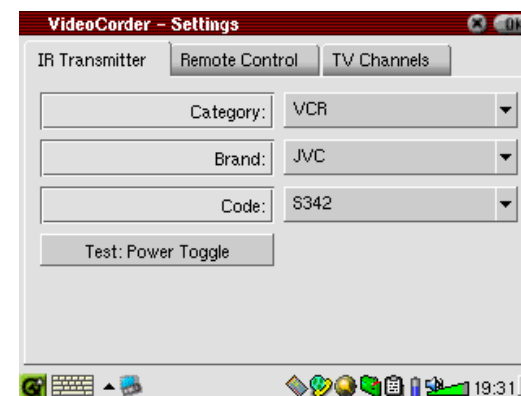 VideoCorder – Settings
IR Transmitter Remote Control TV Channels
Category: VCR
Brand: JVC
Code: S342
Test: Power Toggle
19:31